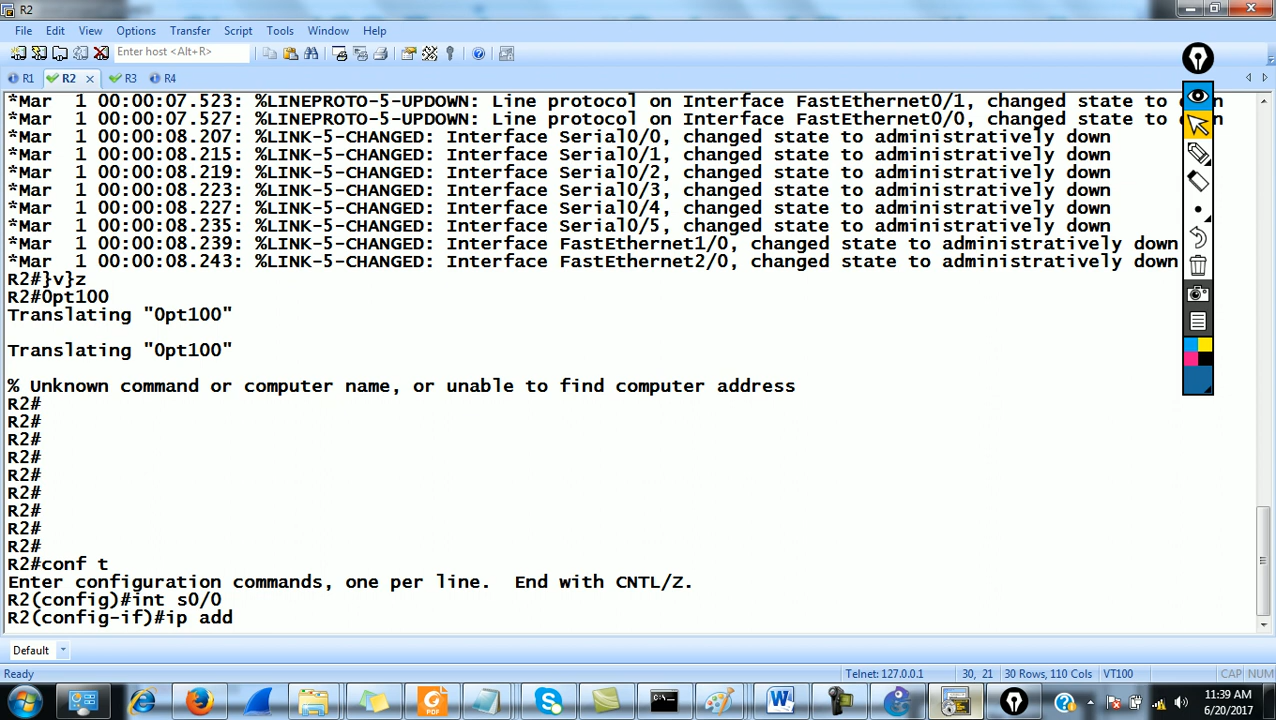 R2
File Edit View Options Transfer Script Tools Window Help
Enter host <Alt+R>
R1 R2 R3 R4
*Mar  1 00:00:07.523: %LINEPROTO-5-UPDOWN: Line protocol on Interface FastEthernet0/1, changed state to down
*Mar  1 00:00:07.527: %LINEPROTO-5-UPDOWN: Line protocol on Interface FastEthernet0/0, changed state to down
*Mar  1 00:00:08.207: %LINK-5-CHANGED: Interface Serial0/0, changed state to administratively down
*Mar  1 00:00:08.215: %LINK-5-CHANGED: Interface Serial0/1, changed state to administratively down
*Mar  1 00:00:08.219: %LINK-5-CHANGED: Interface Serial0/2, changed state to administratively down
*Mar  1 00:00:08.223: %LINK-5-CHANGED: Interface Serial0/3, changed state to administratively down
*Mar  1 00:00:08.227: %LINK-5-CHANGED: Interface Serial0/4, changed state to administratively down
*Mar  1 00:00:08.235: %LINK-5-CHANGED: Interface Serial0/5, changed state to administratively down
*Mar  1 00:00:08.239: %LINK-5-CHANGED: Interface FastEthernet1/0, changed state to administratively down
*Mar  1 00:00:08.243: %LINK-5-CHANGED: Interface FastEthernet2/0, changed state to administratively down
R2#}v}z
R2#0pt100
Translating "0pt100"
Translating "0pt100"
% Unknown command or computer name, or unable to find computer address
R2#
R2#
R2#
R2#
R2#
R2#
R2#
R2#
R2#
R2#conf t
Enter configuration commands, one per line.  End with CNTL/Z.
R2(config)#int s0/0
R2(config-if)#ip add
Default
Ready Telnet: 127.0.0.1 30, 21 30 Rows, 110 Cols VT100 CAP NUM
PDF
11:39 AM
6/20/2017